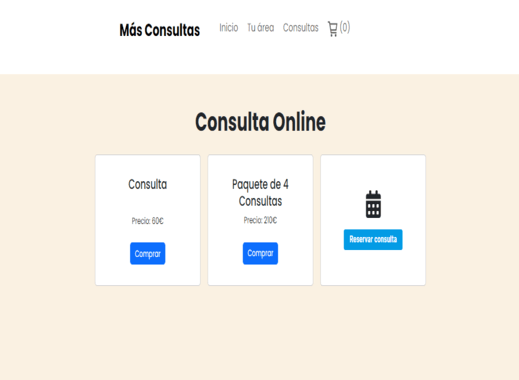 Más Consultas
Inicio Tu área Consultas (0)
Consulta Online
Consulta
Precio: 60€
Comprar
Paquete de 4
Consultas
Precio: 210€
Comprar
Reservar consulta